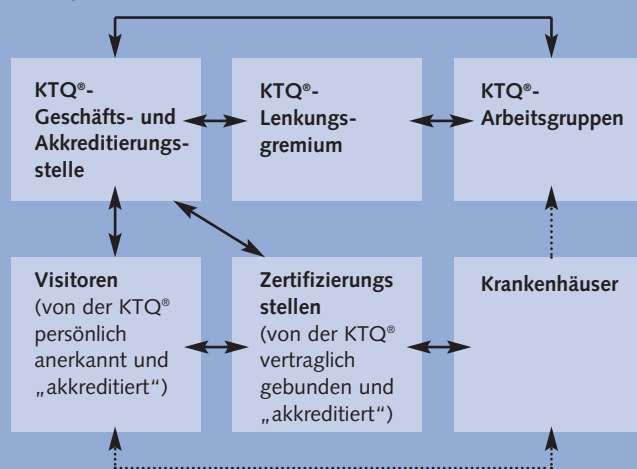 KTQ®-
Geschäfts- und
Akkreditierungs-
stelle
KTQ®-
Lenkungs-
gremium
KTQ®-
Arbeitsgruppen
Visitoren
(von der KTQ®
persönlich
anerkannt und
„akkreditiert“)
Zertifizierungs
stellen
(von der KTQ®
vertraglich
gebunden und
„akkreditiert“)
Krankenhäuser